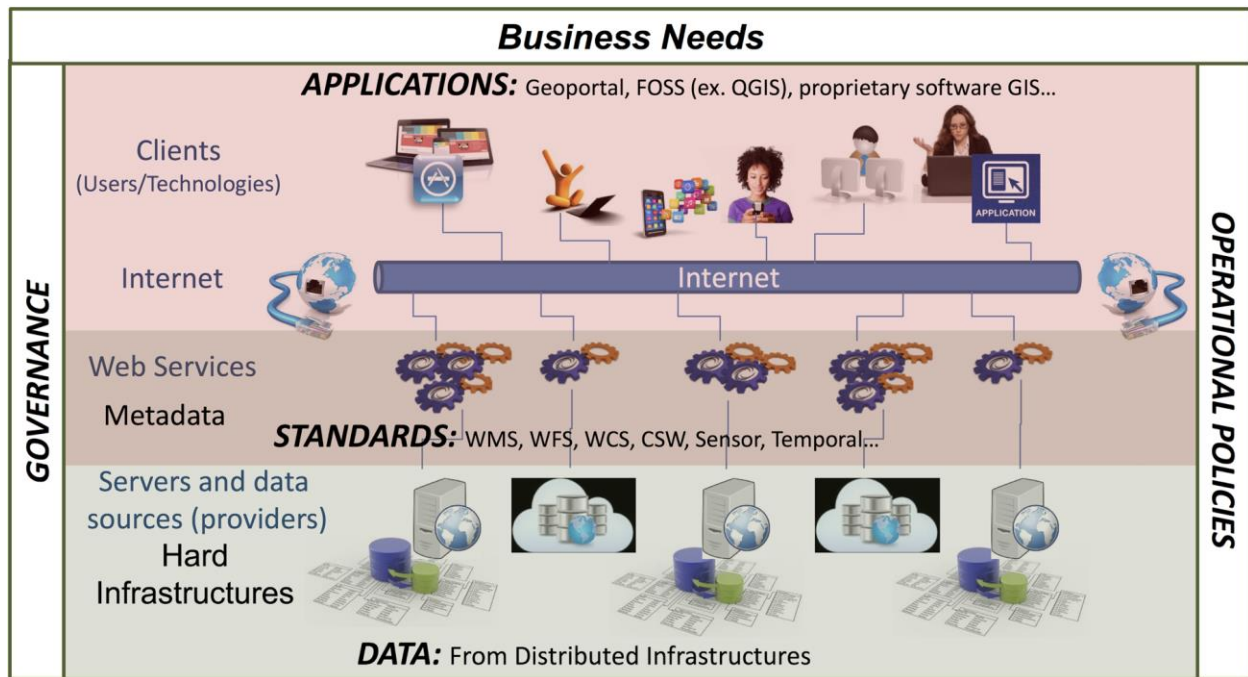 Business Needs
GOVERNANCE
APPLICATIONS: Geoportal, FOSS (ex. QGIS), proprietary software GIS...
Clients
(Users/Technologies)
APPLICATION
Internet
Internet
Web Services
Metadata
STANDARDS: WMS, WFS, WCS, CSW, Sensor, Temporal...
Servers and data
sources (providers)
Hard
Infrastructures
DATA: From Distributed Infrastructures
OPERATIONAL POLICIES